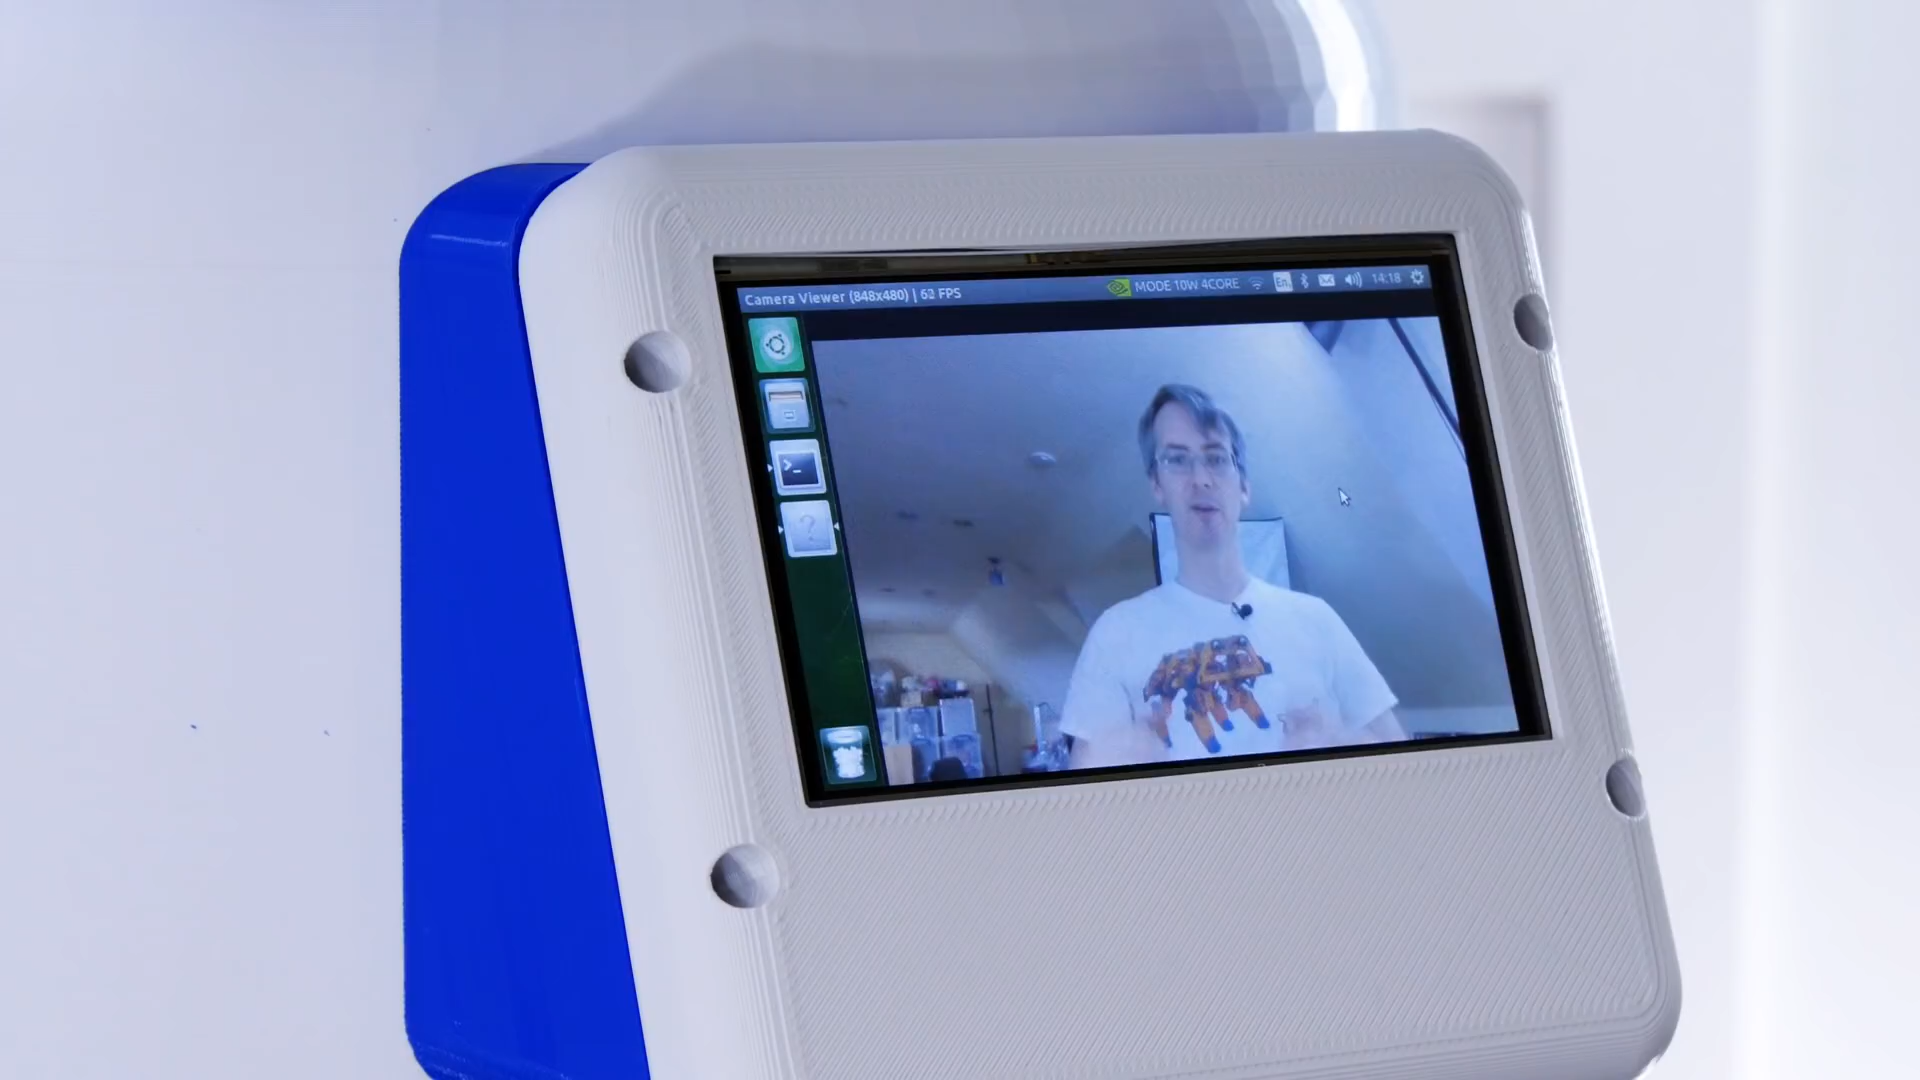 Camera Viewer (848x480) | 62 FPS
MODE 10W 4CORE
En
14:18
>_
?